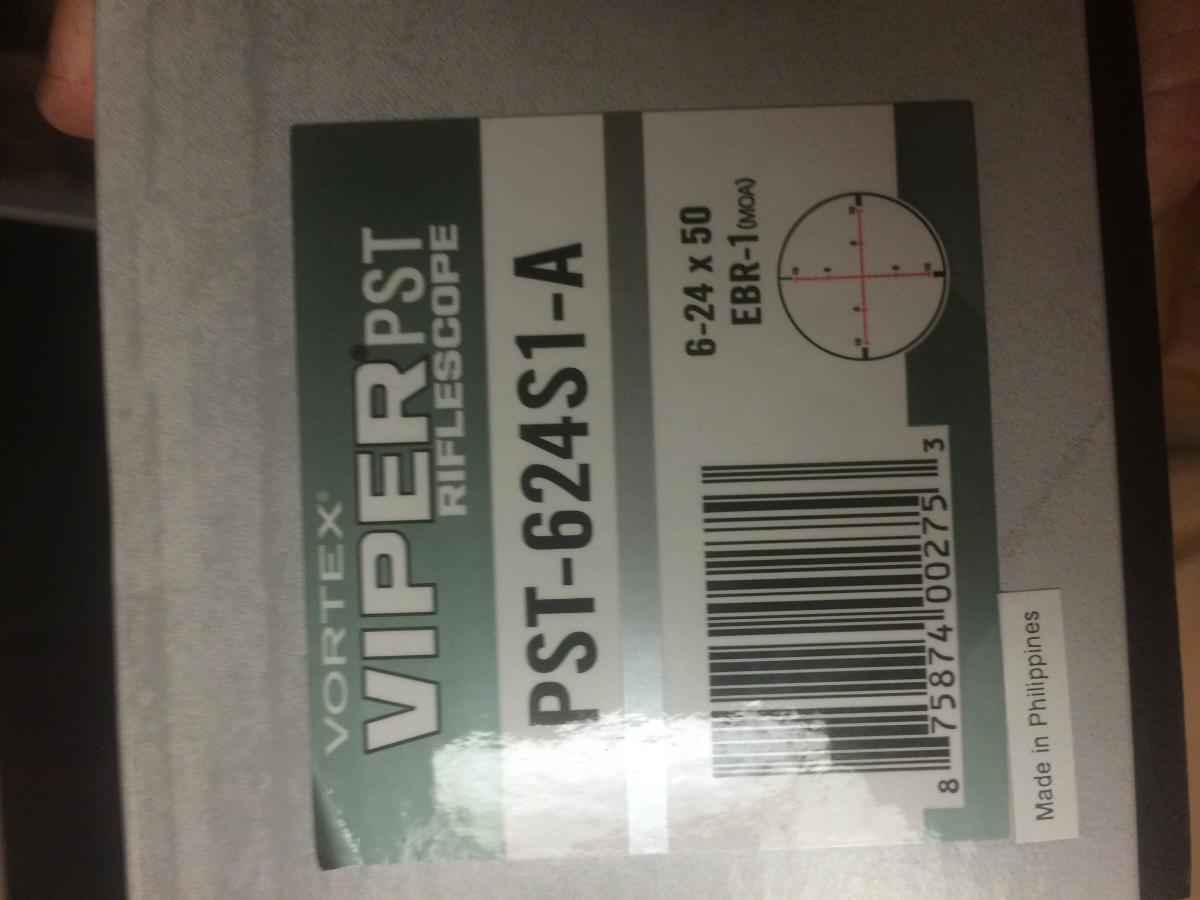 VORTEX®
VIPER® PST
RIFLESCOPE
PST-624S1-A
6-24 x 50
EBR-1(MOA)
8 75874 00275 3
Made in Philippines